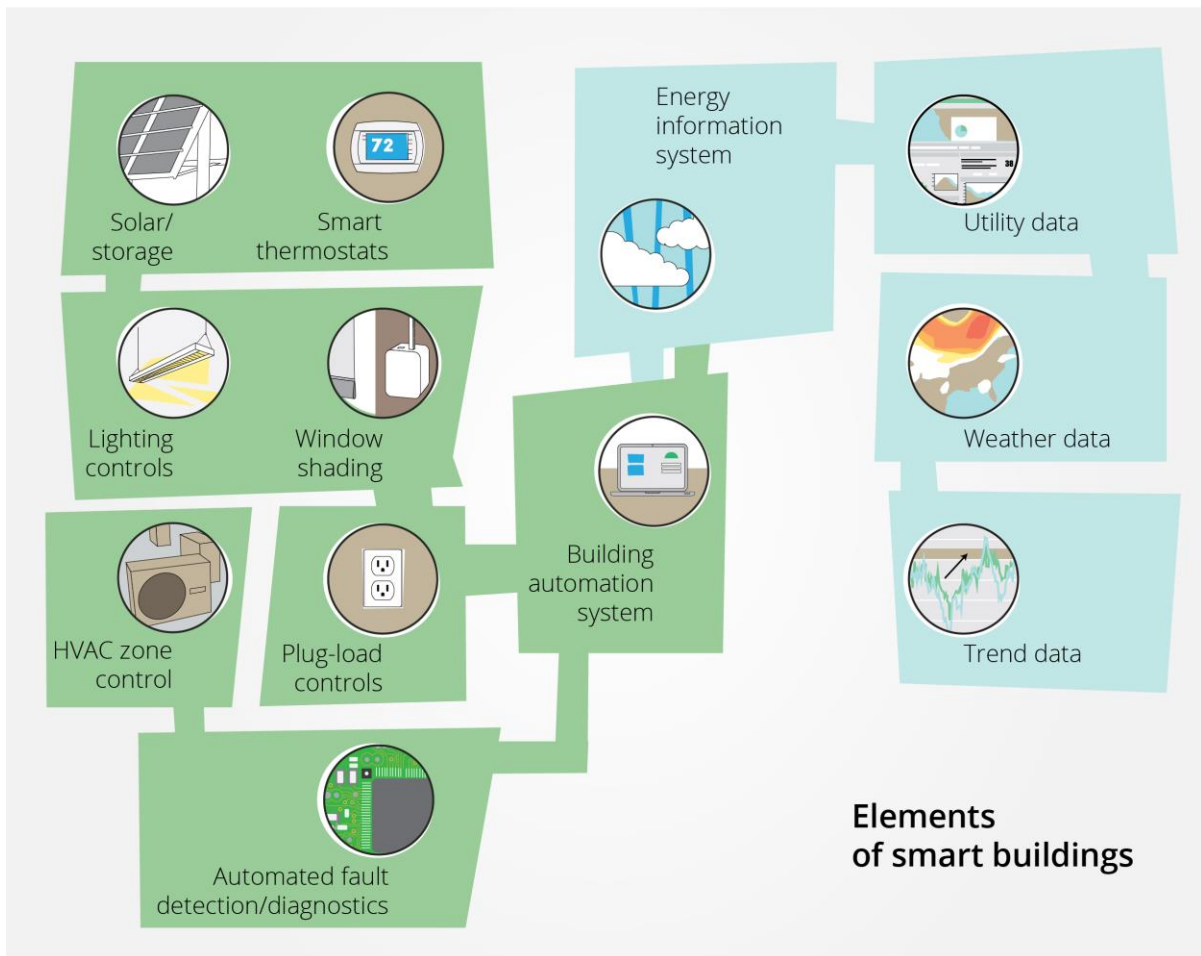 Solar/
storage
Smart
thermostats
72
Lighting
controls
Window
shading
HVAC zone
control
Plug-load
controls
Automated fault
detection/diagnostics
Building
automation
system
Energy
information
system
Utility data
38
Weather data
Trend data
Elements
of smart buildings